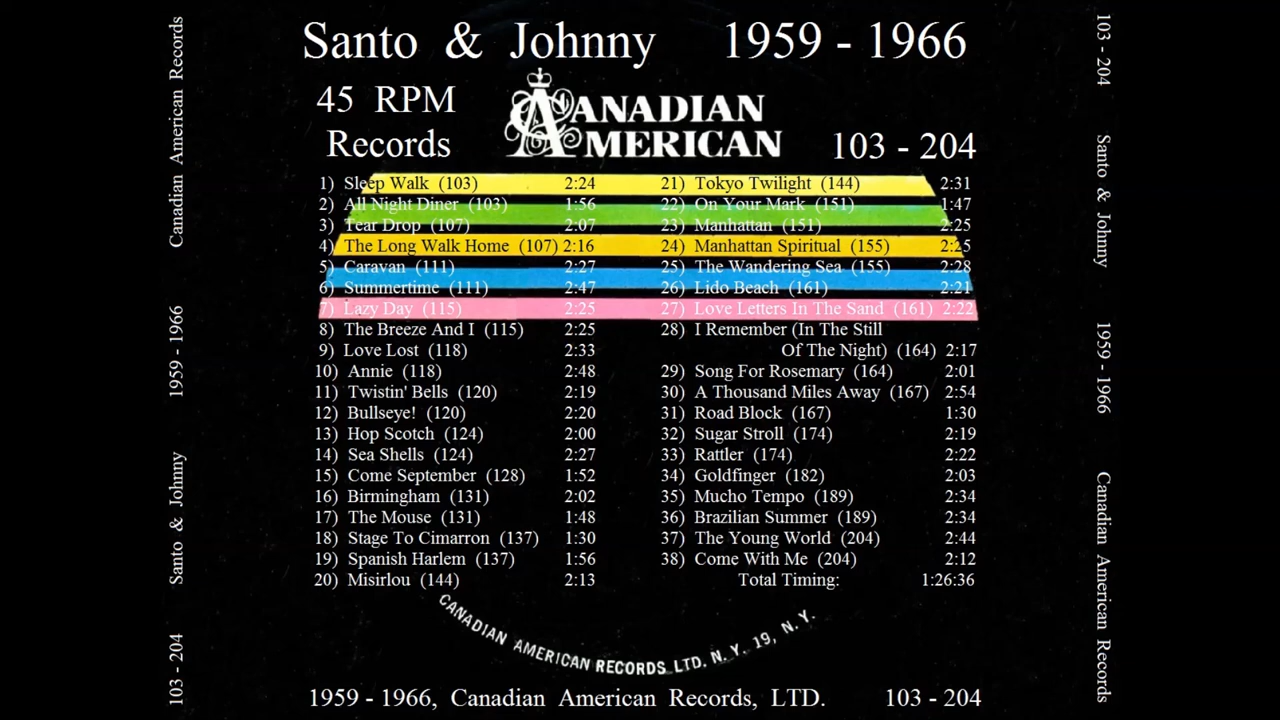 Santo & Johnny 1959 - 1966
45 RPM
Records
CANADIAN
AMERICAN
103 - 204
1) Sleep Walk (103) 2:24
2) All Night Diner (103) 1:56
3) Tear Drop (107) 2:07
4) The Long Walk Home (107) 2:16
5) Caravan (111) 2:27
6) Summertime (111) 2:47
7) Lazy Day (115) 2:25
8) The Breeze And I (115) 2:25
9) Love Lost (118) 2:33
10) Annie (118) 2:48
11) Twistin' Bells (120) 2:19
12) Bullseye! (120) 2:20
13) Hop Scotch (124) 2:00
14) Sea Shells (124) 2:27
15) Come September (128) 1:52
16) Birmingham (131) 2:02
17) The Mouse (131) 1:48
18) Stage To Cimarron (137) 1:30
19) Spanish Harlem (137) 1:56
20) Misirlou (144) 2:13
21) Tokyo Twilight (144) 2:31
22) On Your Mark (151) 1:47
23) Manhattan (151) 2:25
24) Manhattan Spiritual (155) 2:25
25) The Wandering Sea (155) 2:28
26) Lido Beach (161) 2:21
27) Love Letters In The Sand (161) 2:22
28) I Remember (In The Still
Of The Night) (164) 2:17
29) Song For Rosemary (164) 2:01
30) A Thousand Miles Away (167) 2:54
31) Road Block (167) 1:30
32) Sugar Stroll (174) 2:19
33) Rattler (174) 2:22
34) Goldfinger (182) 2:03
35) Mucho Tempo (189) 2:34
36) Brazilian Summer (189) 2:34
37) The Young World (204) 2:44
38) Come With Me (204) 2:12
Total Timing: 1:26:36
CANADIAN AMERICAN RECORDS LTD. N. Y. 19, N. Y.
1959 - 1966, Canadian American Records, LTD. 103 - 204
103 - 204 Santo & Johnny 1959 - 1966 Canadian American Records
103 - 204 Santo & Johnny 1959 - 1966 Canadian American Records